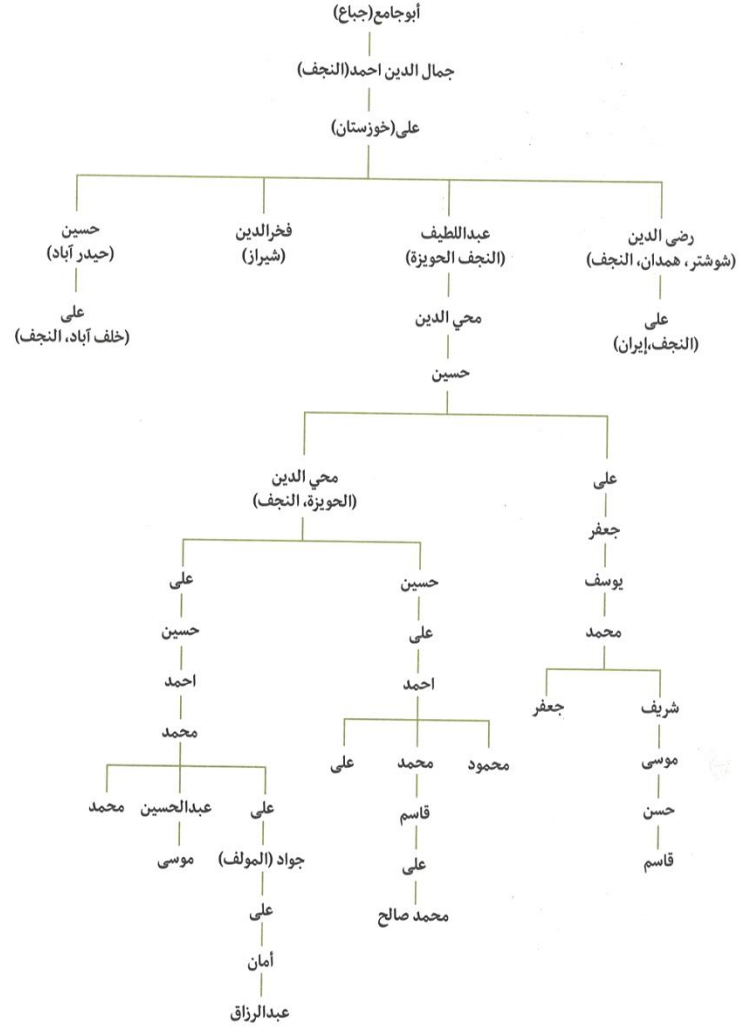 أبوجامع(جباع)
جمال الدين احمد(النجف)
على(خوزستان)
رضى الدين
(شوشتر، همدان، النجف)
عبداللطيف
(النجف الحويزة)
فخرالدين
(شيراز)
حسين
(حيدر آباد)
على
(النجف،إيران)
محي الدين
على
(خلف آباد، النجف)
حسين
على
محي الدين
(الحويزة، النجف)
جعفر
يوسف
حسين
على
محمد
على
حسين
احمد
احمد
شريف
جعفر
محمد
موسى
محمود
محمد
على
حسن
قاسم
على
عبدالحسين
محمد
قاسم
على
جواد (المولف)
موسى
محمد صالح
على
أمان
عبدالرزاق